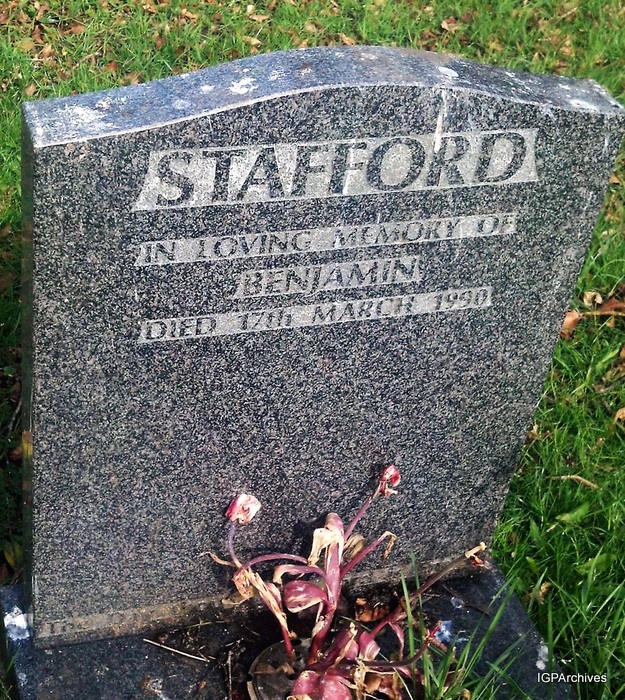 STAFFORD
IN LOVING MEMORY OF
BENJAMIN
DIED 17th MARCH 1990
IGPArchives